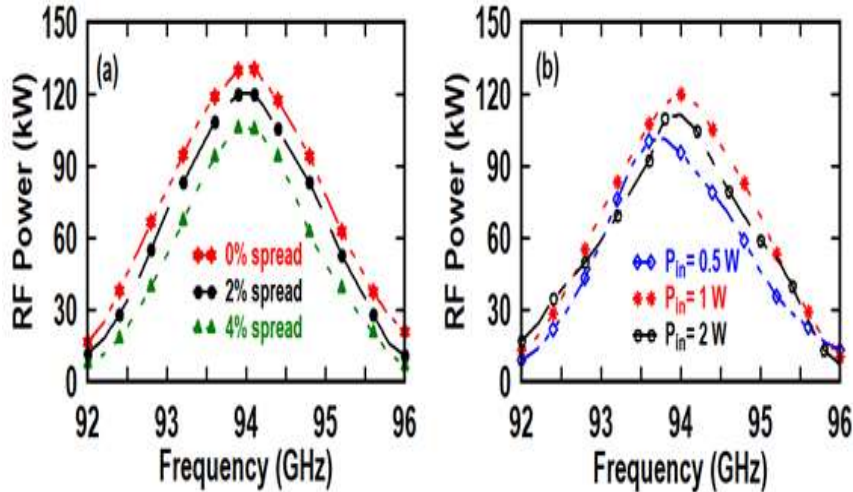 (a)
RF Power (kW)
150
120
90
60
30
0
0% spread
2% spread
4% spread
92 93 94 95 96
Frequency (GHz)
(b)
RF Power (kW)
150
120
90
60
30
0
Pin= 0.5 W
Pin= 1 W
Pin= 2 W
92 93 94 95 96
Frequency (GHz)